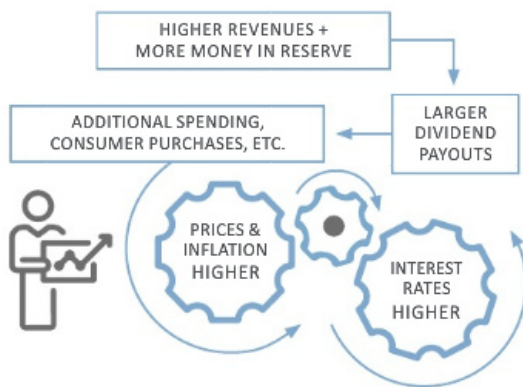 HIGHER REVENUES +
MORE MONEY IN RESERVE
LARGER
DIVIDEND
PAYOUTS
ADDITIONAL SPENDING,
CONSUMER PURCHASES, ETC.
PRICES &
INFLATION
HIGHER
INTEREST
RATES
HIGHER